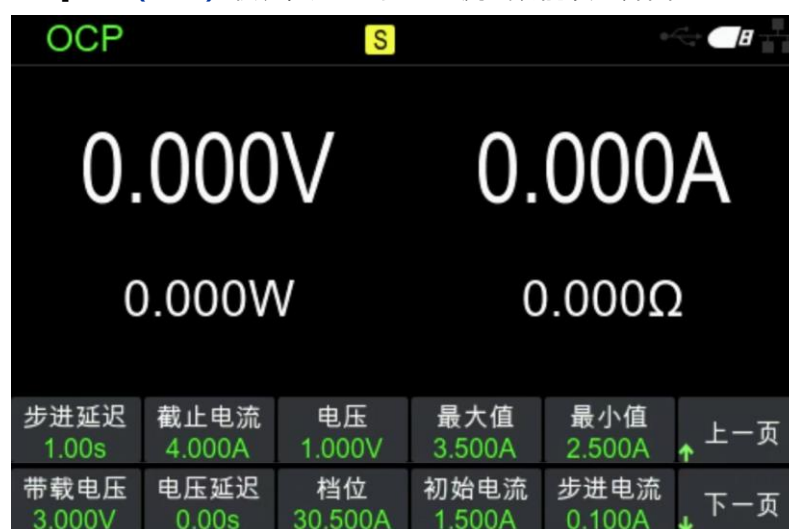 OCP S
0.000V 0.000A
0.000W 0.000Ω
步进延迟 截止电流 电压 最大值 最小值 上一页
1.00s 4.000A 1.000V 3.500A 2.500A
带载电压 电压延迟 档位 初始电流 步进电流 下一页
3.000V 0.00s 30.500A 1.500A 0.100A